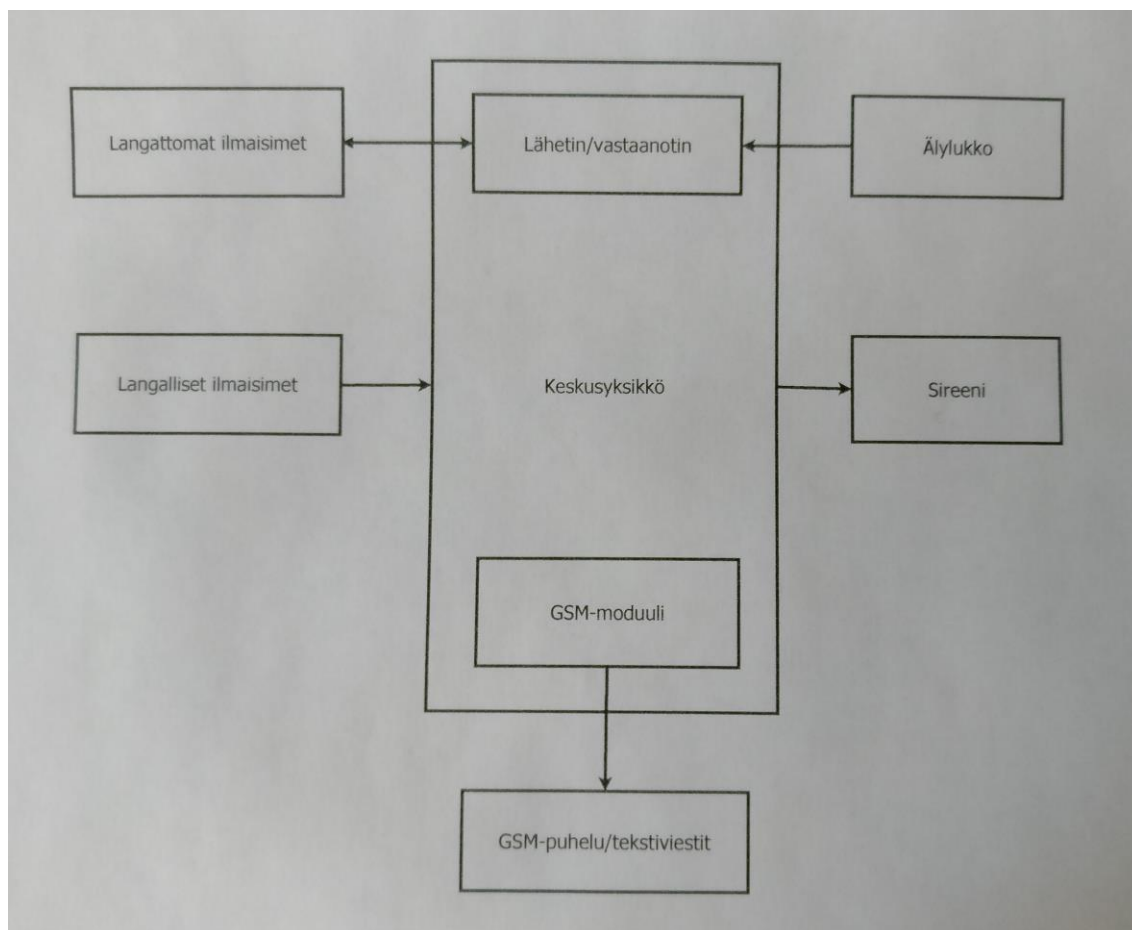 Langattomat ilmaisimet
Lähetin/vastaanotin
Älylukko
Langalliset ilmaisimet
Keskusyksikkö
Sireeni
GSM-moduuli
GSM-puhelu/tekstiviestit